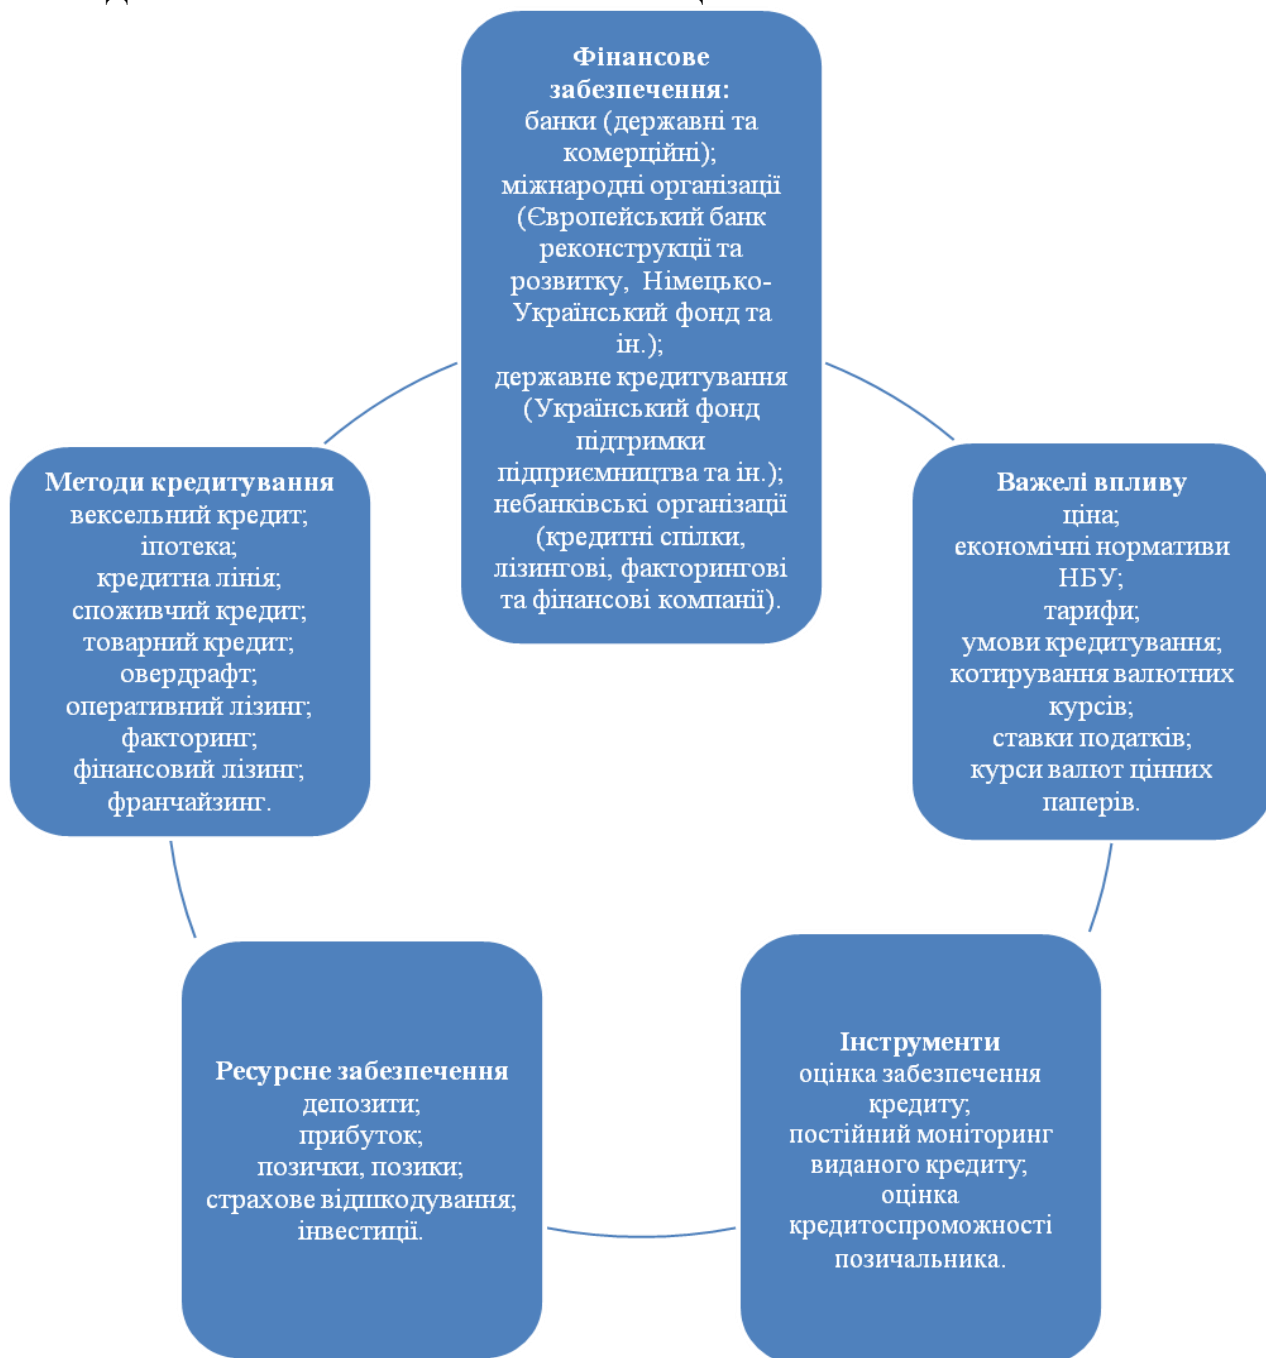 Фінансове
забезпечення:
банки (державні та
комерційні);
міжнародні організації
(Європейський банк
реконструкції та
розвитку, Німецько-
Український фонд та
ін.);
державне кредитування
(Український фонд
підтримки
підприємництва та ін.);
небанківські організації
(кредитні спілки,
лізингові, факторингові
та фінансові компанії).
Методи кредитування
вексельний кредит;
іпотека;
кредитна лінія;
споживчий кредит;
товарний кредит;
овердрафт;
оперативний лізинг;
факторинг;
фінансовий лізинг;
франчайзинг.
Важелі впливу
ціна;
економічні нормативи
НБУ;
тарифи;
умови кредитування;
котирування валютних
курсів;
ставки податків;
курси валют цінних
паперів.
Ресурсне забезпечення
депозити;
прибуток;
позички, позики;
страхове відшкодування;
інвестиції.
Інструменти
оцінка забезпечення
кредиту;
постійний моніторинг
виданого кредиту;
оцінка
кредитоспроможності
позичальника.